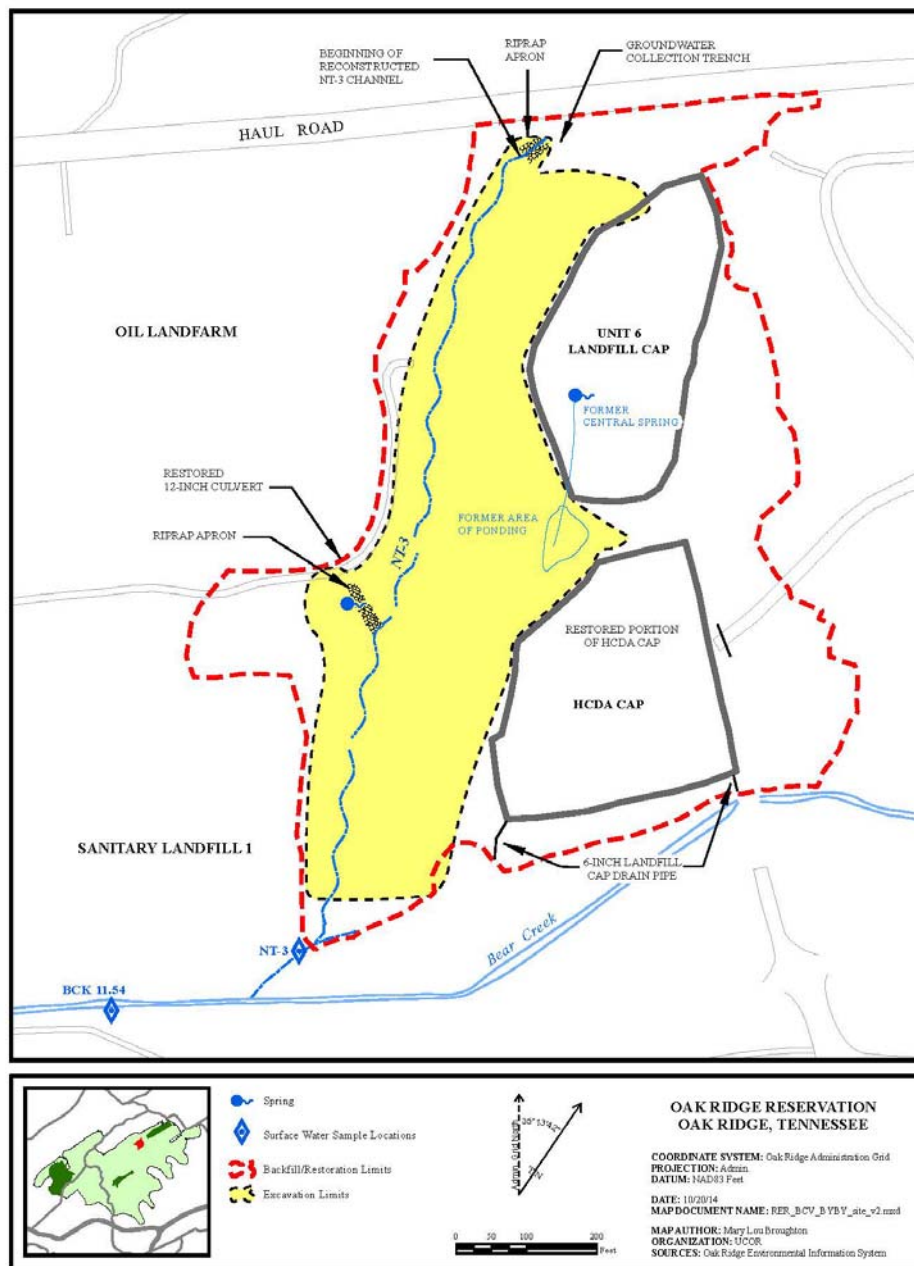 BEGINNING OF
RECONSTRUCTED
NT-3 CHANNEL
RIPRAP
APRON
GROUNDWATER
COLLECTION TRENCH
HAUL ROAD
OIL LANDFARM
UNIT 6
LANDFILL CAP
FORMER
CENTRAL SPRING
RESTORED
12-INCH CULVERT
RIPRAP APRON
NT-3
FORMER AREA
OF PONDING
RESTORED PORTION
OF HCDA CAP
HCDA CAP
SANITARY LANDFILL 1
6-INCH LANDFILL
CAP DRAIN PIPE
Bear Creek
NT-3
BCK 11.54
Spring
Surface Water Sample Locations
Backfill/Restoration Limits
Excavation Limits
Admin. Grid North
T.N.
0 50 100 200
Feet
OAK RIDGE RESERVATION
OAK RIDGE, TENNESSEE
COORDINATE SYSTEM: Oak Ridge Administration Grid
PROJECTION: Admin
DATUM: NAD83 Feet
DATE: 10/20/14
MAP DOCUMENT NAME: RER_BCV_BYBY_site_v2.mxd
MAP AUTHOR: Mary Lou Broughton
ORGANIZATION: UCOR
SOURCES: Oak Ridge Environmental Information System